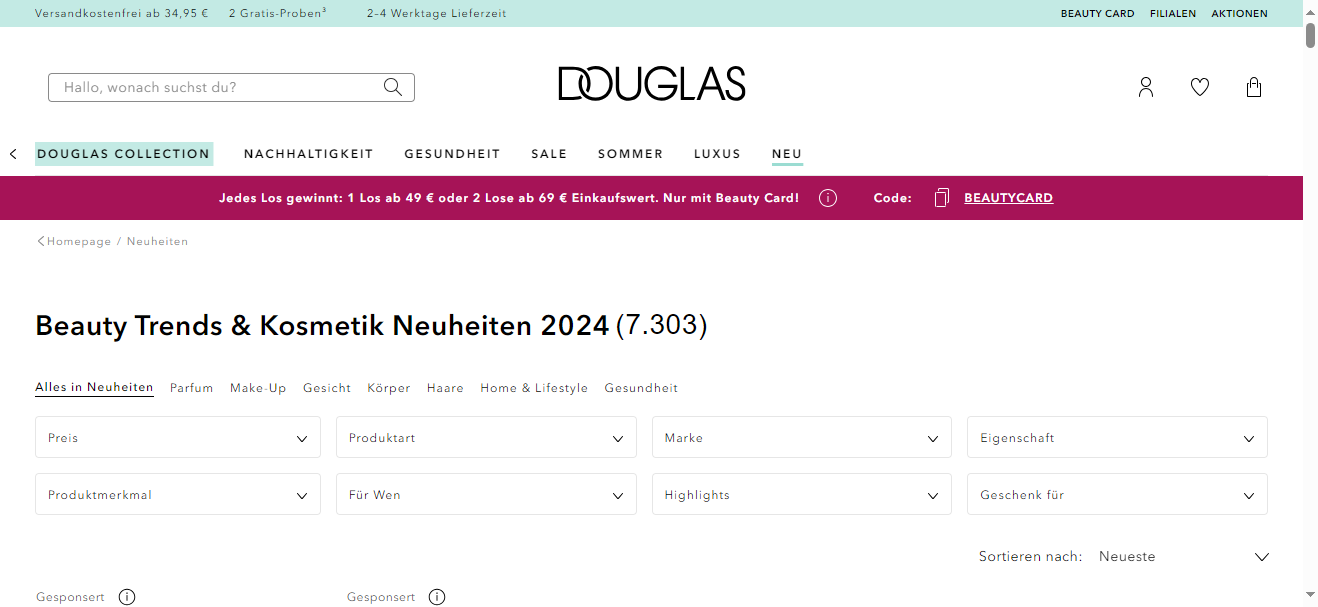 Versandkostenfrei ab 34,95 € 2 Gratis-Proben³ 2–4 Werktage Lieferzeit BEAUTY CARD FILIALEN AKTIONEN
Hallo, wonach suchst du? DOUGLAS
DOUGLAS COLLECTION NACHHALTIGKEIT GESUNDHEIT SALE SOMMER LUXUS NEU
Jedes Los gewinnt: 1 Los ab 49 € oder 2 Lose ab 69 € Einkaufswert. Nur mit Beauty Card! Code: BEAUTYCARD
Homepage / Neuheiten
Beauty Trends & Kosmetik Neuheiten 2024 (7.303)
Alles in Neuheiten Parfum Make-Up Gesicht Körper Haare Home & Lifestyle Gesundheit
Preis Produktart Marke Eigenschaft
Produktmerkmal Für Wen Highlights Geschenk für
Sortieren nach: Neueste
Gesponsert Gesponsert